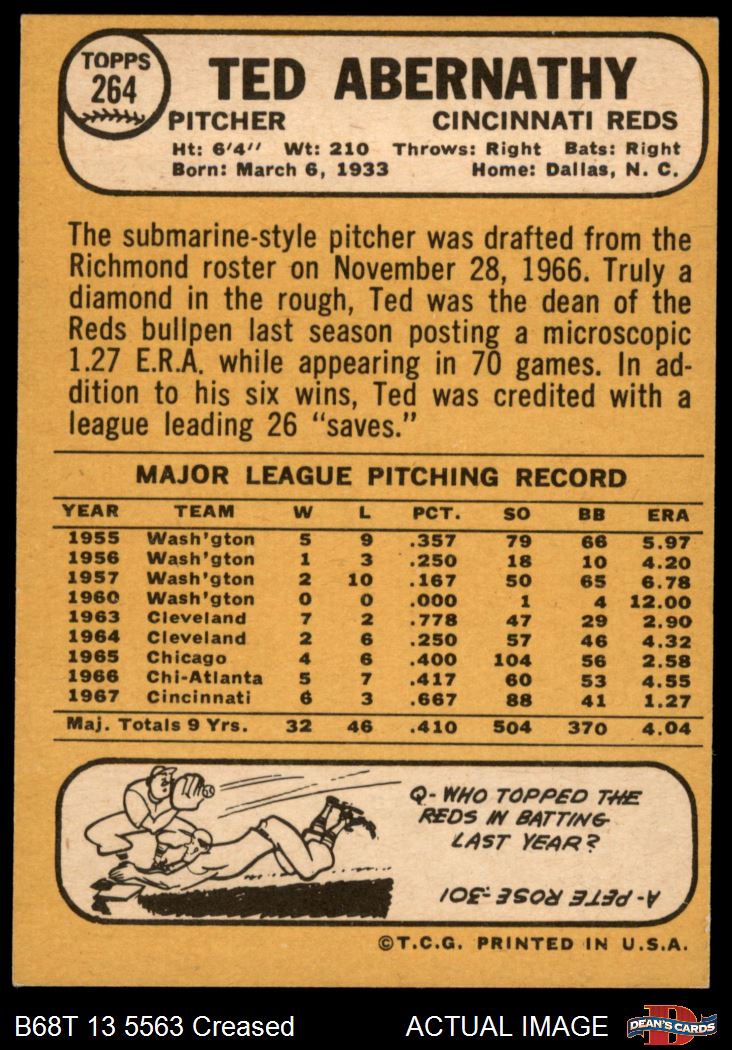 TOPPS
264
TED ABERNATHY
PITCHER CINCINNATI REDS
Ht: 6'4" Wt: 210 Throws: Right Bats: Right
Born: March 6, 1933 Home: Dallas, N. C.
The submarine-style pitcher was drafted from the
Richmond roster on November 28, 1966. Truly a
diamond in the rough, Ted was the dean of the
Reds bullpen last season posting a microscopic
1.27 E.R.A. while appearing in 70 games. In ad-
dition to his six wins, Ted was credited with a
league leading 26 “saves.”
MAJOR LEAGUE PITCHING RECORD
YEAR TEAM W L PCT. SO BB ERA
1955 Wash'gton 5 9 .357 79 66 5.97
1956 Wash'gton 1 3 .250 18 10 4.20
1957 Wash'gton 2 10 .167 50 65 6.78
1960 Wash'gton 0 0 .000 1 4 12.00
1963 Cleveland 7 2 .778 47 29 2.90
1964 Cleveland 2 6 .250 57 46 4.32
1965 Chicago 4 6 .400 104 56 2.58
1966 Chi-Atlanta 5 7 .417 60 53 4.55
1967 Cincinnati 6 3 .667 88 41 1.27
Maj. Totals 9 Yrs. 32 46 .410 504 370 4.04
Q-WHO TOPPED THE
REDS IN BATTING
LAST YEAR?
A-PETE ROSE-.301
©T.C.G. PRINTED IN U.S.A.
B68T 13 5563 Creased ACTUAL IMAGE DEAN'S CARDS